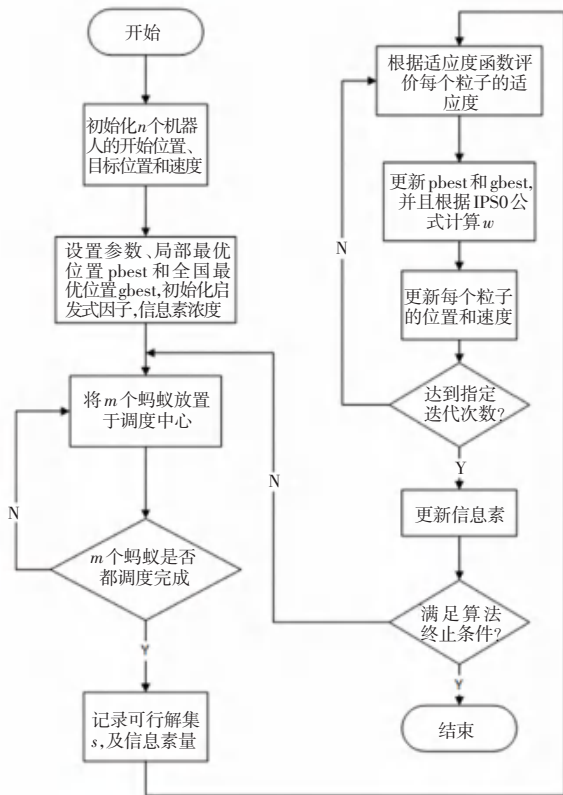 开始
初始化n个机器
人的开始位置、
目标位置和速度
设置参数、局部最优
位置pbest和全国最
优位置gbest,初始化启
发式因子,信息素浓度
将m个蚂蚁放置
于调度中心
N
m个蚂蚁是否
都调度完成
Y
记录可行解集
s,及信息素量
根据适应度函数评
价每个粒子的适
应度
更新pbest和gbest,
并且根据IPS0公
式计算w
N
更新每个粒子
的位置和速度
达到指定
迭代次数?
Y
更新信息素
N
满足算法
终止条件?
Y
结束